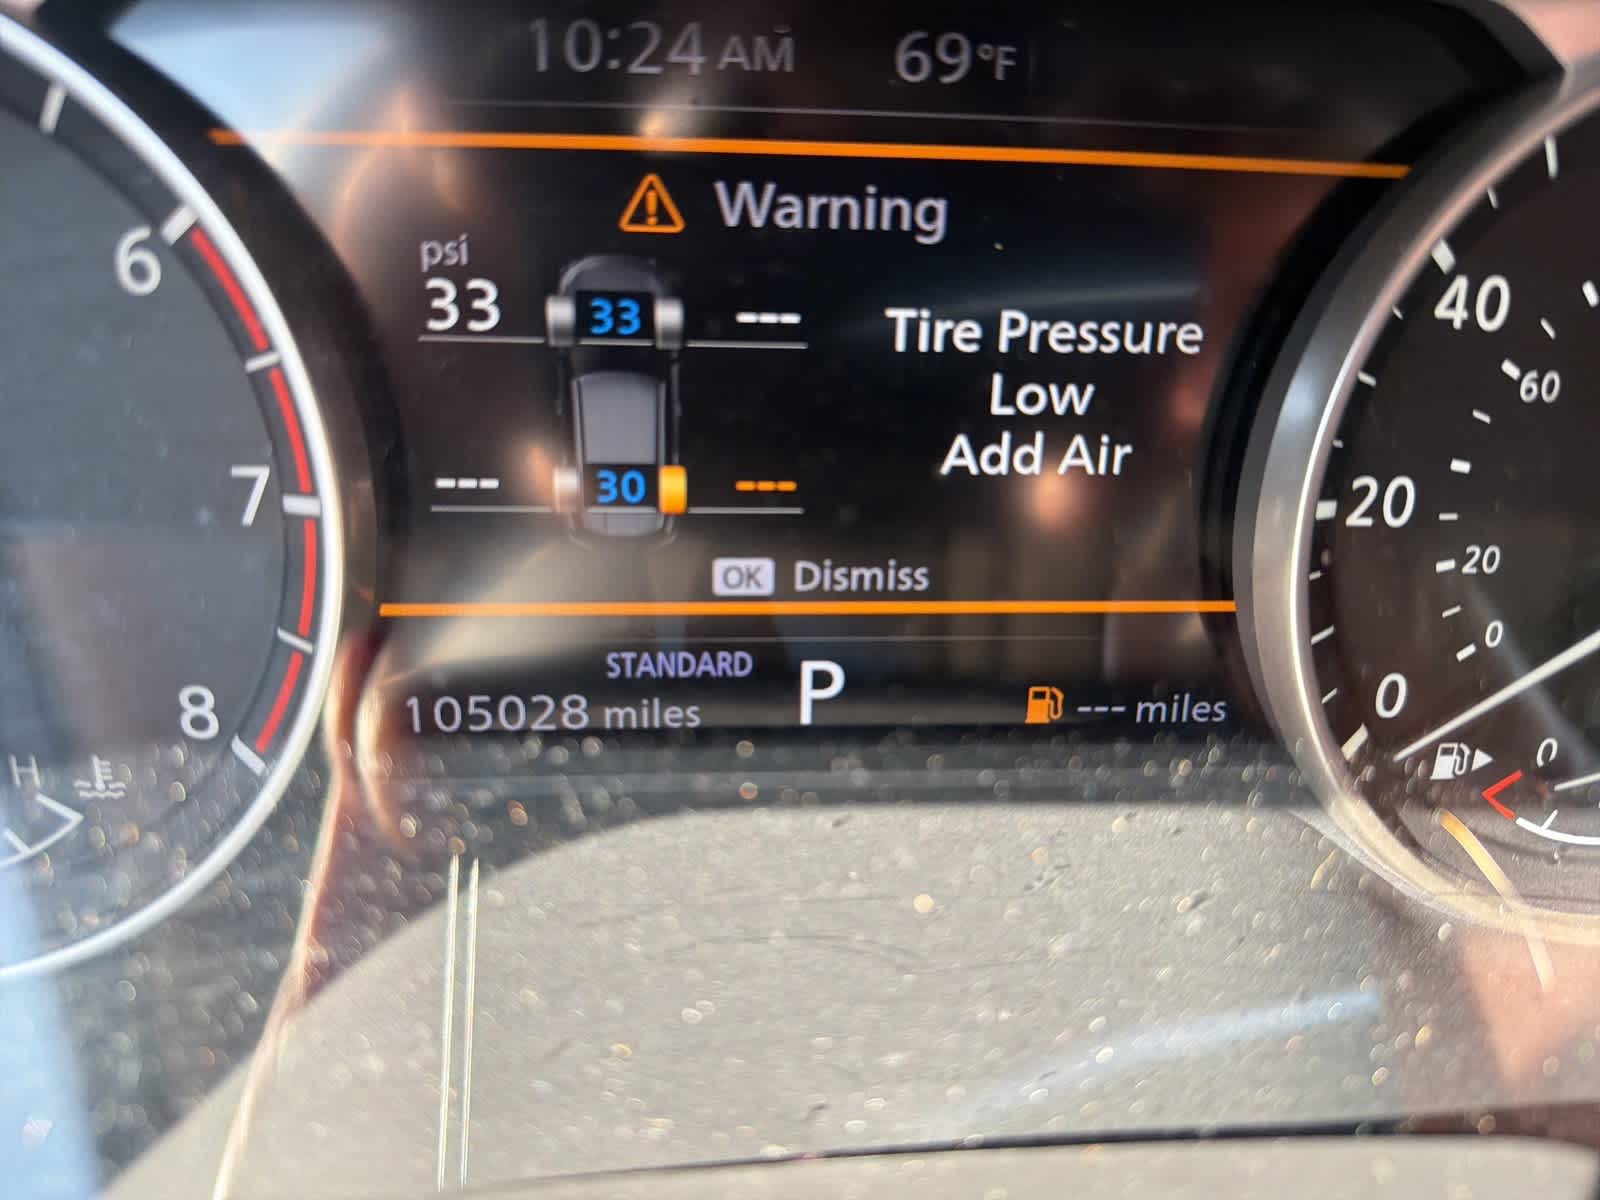 10:24 AM 69°F
Warning
psi
33 33 ---
Tire Pressure
Low
Add Air
--- 30 ---
OK Dismiss
STANDARD
105028 miles P --- miles
6
7
8
H
40
60
20
20
0
0